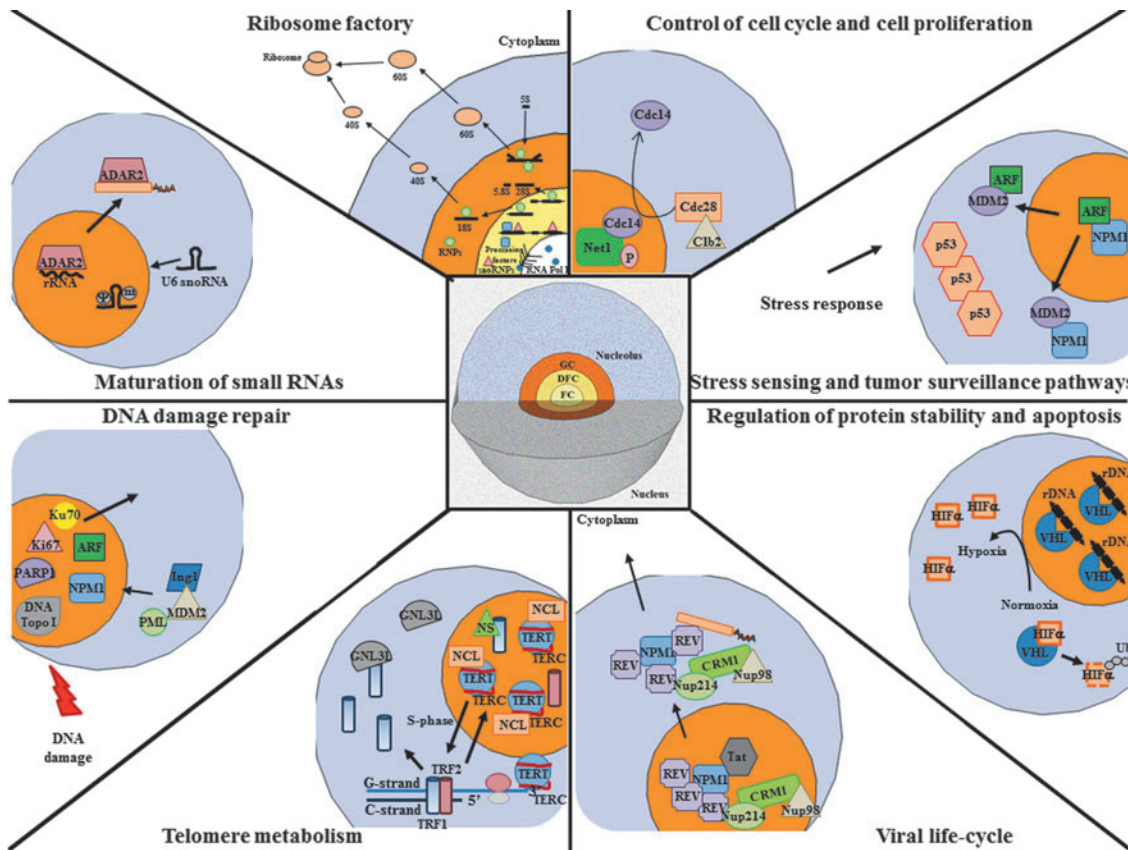 Ribosome factory
Cytoplasm
Ribosome
60S
40S
60S
5S
40S
5.8S 28S
18S
RNPs
Processing
factors
snoRNPs
RNA Pol I
Control of cell cycle and cell proliferation
Cdc14
Cdc14
Cdc28
Clb2
Net1
P
ADAR2
AAAA
ADAR2
rRNA
U6 snoRNA
Ψ
m
Maturation of small RNAs
ARF
MDM2
ARF
NPM1
p53
p53
p53
MDM2
NPM1
Stress response
Stress sensing and tumor surveillance pathways
Nucleolus
GC
DFC
FC
Nucleus
DNA damage repair
Ku70
Ki67
ARF
PARP1
NPM1
Ing1
MDM2
PML
DNA
Topo I
DNA
damage
Regulation of protein stability and apoptosis
rDNA
rDNA
VHL
HIFα
HIFα
VHL
rDNA
Hypoxia
VHL
HIFα
Normoxia
HIFα
VHL
Ub
HIFα
GNL3L
NS
NCL
TERT
TERC
GNL3L
NCL
TERT
TERC
TERT
NCL
TERC
S-phase
TRF2
TERT
G-strand
3'
TERC
C-strand
5'
TRF1
Telomere metabolism
Cytoplasm
REV
AAAA
REV
NPM1
CRM1
REV
Nup214
Nup98
Tat
REV
NPM1
REV
CRM1
REV
Nup214
Nup98
Viral life-cycle